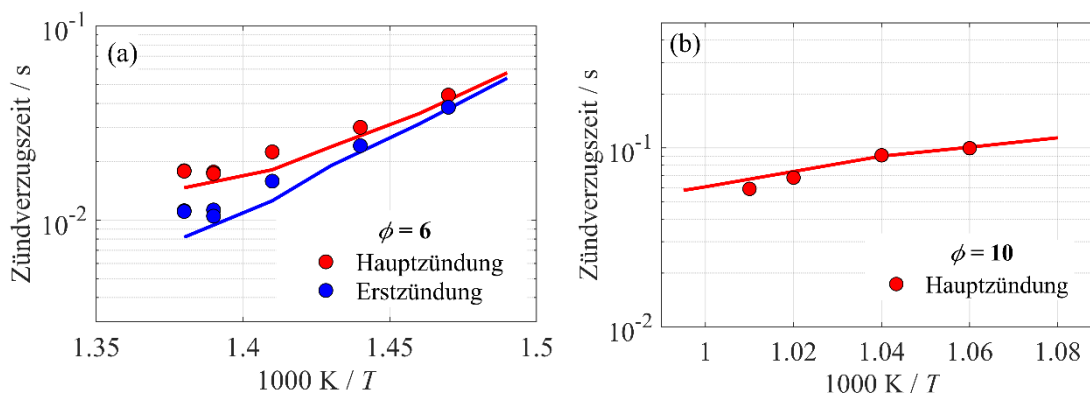 (a)
Zündverzugszeit / s
10⁻¹
10⁻²
ϕ = 6
Hauptzündung
Erstzündung
1.35 1.4 1.45 1.5
1000 K / T
(b)
Zündverzugszeit / s
10⁻¹
10⁻²
ϕ = 10
Hauptzündung
1 1.02 1.04 1.06 1.08
1000 K / T